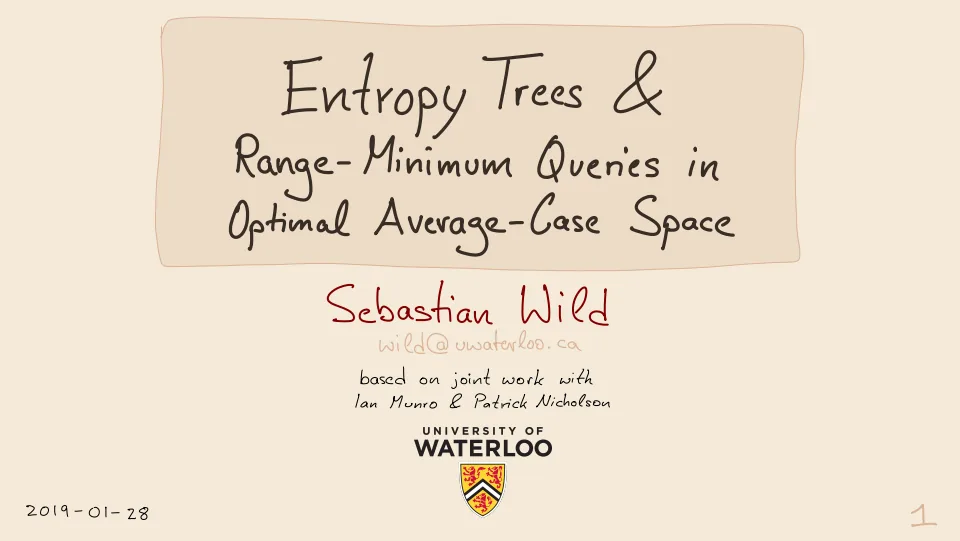 Entropy Trees &
Range-Minimum Queries in
Optimal Average-Case Space
Sebastian Wild
wild@uwaterloo.ca
based on joint work with
Ian Munro & Patrick Nicholson
UNIVERSITY OF
WATERLOO
2019-01-28
1